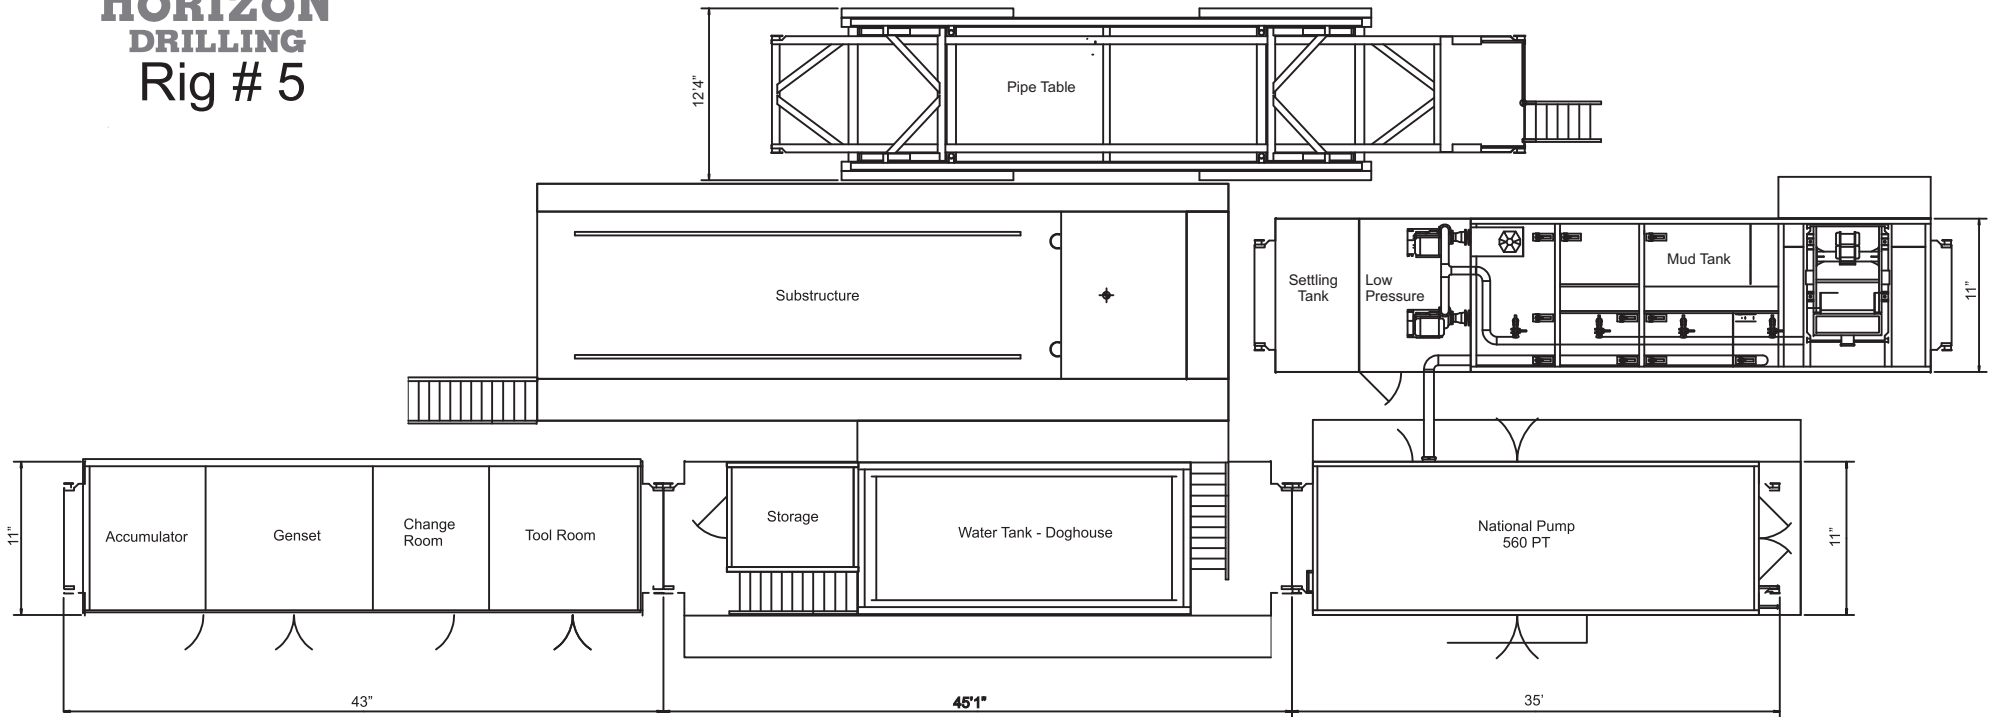 HORIZON
DRILLING
Rig # 5
12'4"
Pipe Table
Substructure
Settling
Tank
Low
Pressure
Mud Tank
11"
11"
Accumulator
Genset
Change
Room
Tool Room
Storage
Water Tank - Doghouse
National Pump
560 PT
11"
43"
45'1"
35'